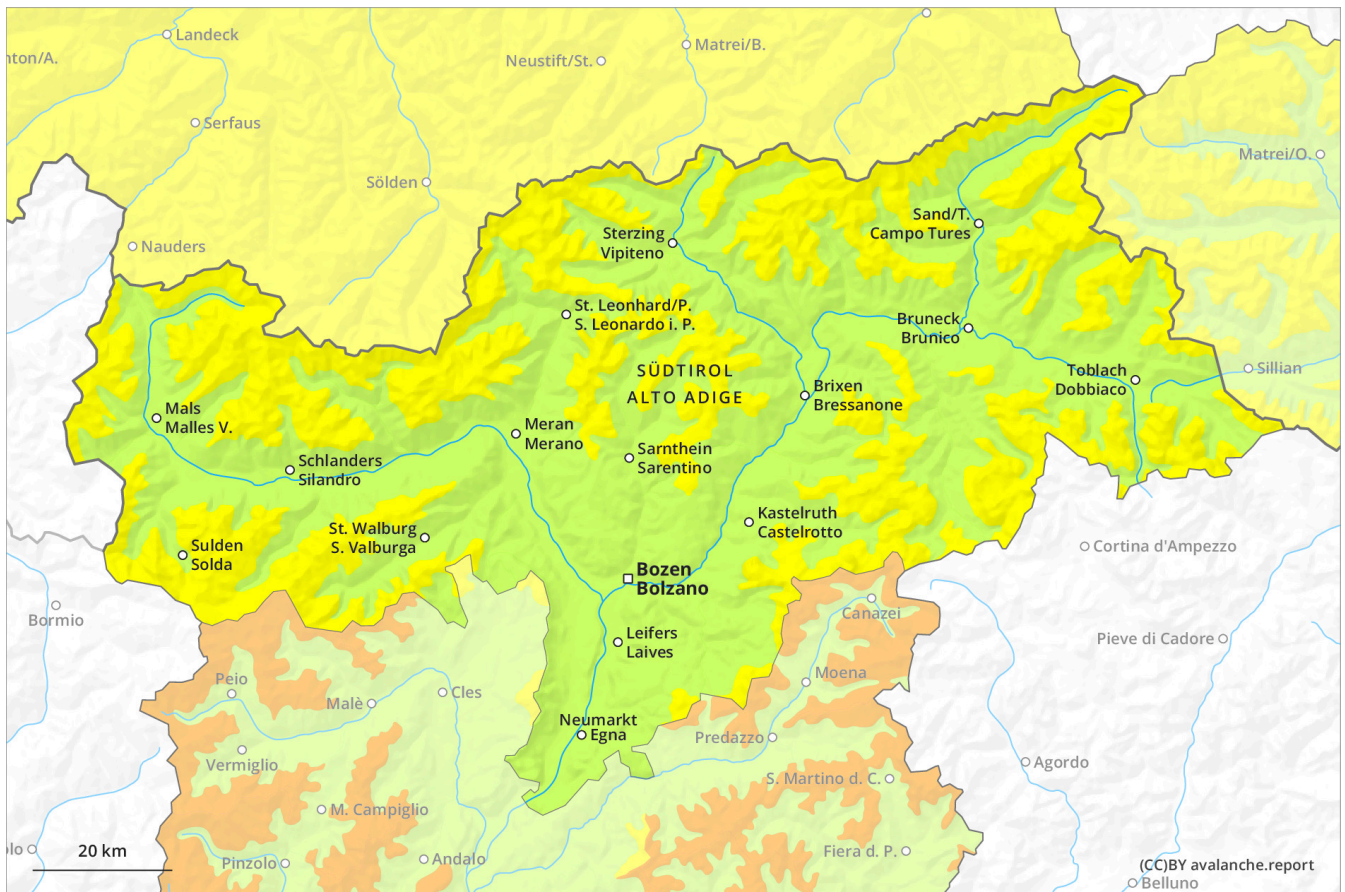 Landeck
Matrei/B.
nton/A.
Neustift/St.
Serfaus
Matrei/O.
Sölden
Sand/T.
Campo Tures
Nauders
Sterzing
Vipiteno
St. Leonhard/P.
S. Leonardo i. P.
Bruneck
Brunico
SÜDTIROL
ALTO ADIGE
Toblach
Dobbiaco
Sillian
Brixen
Bressanone
Mals
Malles V.
Meran
Merano
Schlanders
Silandro
Sarnthein
Sarentino
Kastelruth
Castelrotto
St. Walburg
S. Valburga
Sulden
Solda
Cortina d'Ampezzo
Bozen
Bolzano
Bormio
Canazei
Leifers
Laives
Pieve di Cadore
Peio
Moena
Malè
Cles
Neumarkt
Egna
Predazzo
Vermiglio
Agordo
S. Martino d. C.
M. Campiglio
olo
20 km
Pinzolo
Andalo
Fiera d. P.
(CC)BY avalanche.report
Belluno